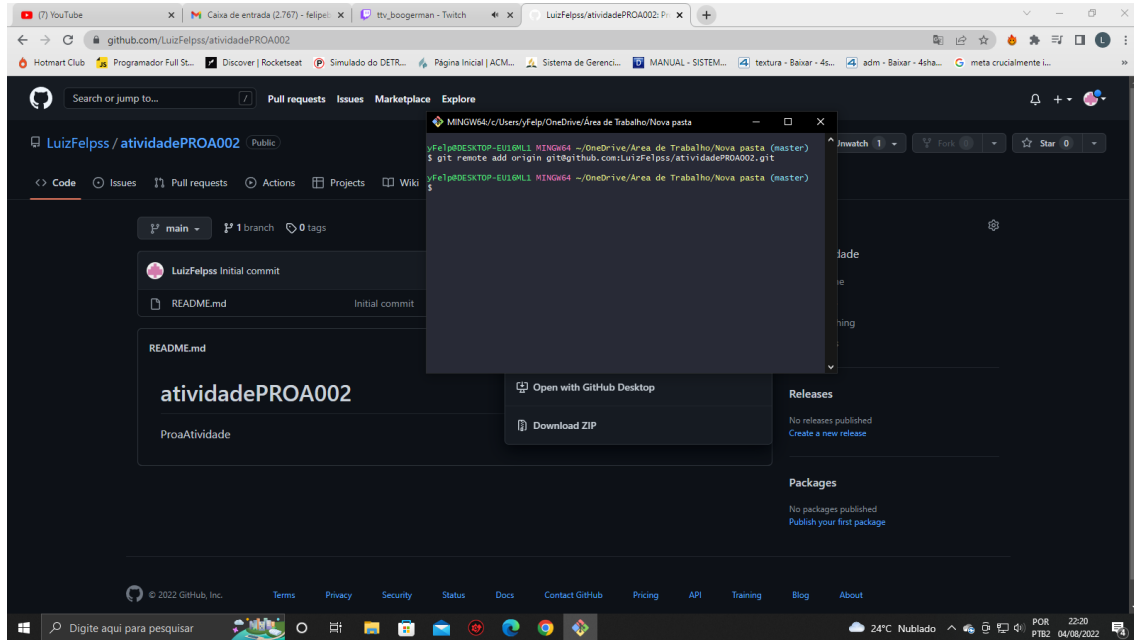 (7) YouTube
Caixa de entrada (2.767) - felipel
ttv_boogerman - Twitch
LuizFelpss/atividadePROA002: Pr
github.com/LuizFelpss/atividadePROA002
Hotmart Club
Programador Full St...
Discover | Rocketseat
Simulado do DETR...
Página Inicial | ACM...
Sistema de Gerenci...
MANUAL - SISTEM...
textura - Baixar - 4s...
adm - Baixar - 4sha...
meta crucialmente i...
Search or jump to...
Pull requests Issues Marketplace Explore
MINGW64:/c/Users/yFelp/OneDrive/Área de Trabalho/Nova pasta
yFelp@DESKTOP-EU16ML1 MINGW64 ~/OneDrive/Área de Trabalho/Nova pasta (master)
$ git remote add origin git@github.com:LuizFelpss/atividadePROA002.git
yFelp@DESKTOP-EU16ML1 MINGW64 ~/OneDrive/Área de Trabalho/Nova pasta (master)
$
LuizFelpss / atividadePROA002 Public
Unwatch 1
Fork 0
Star 0
Code
Issues
Pull requests
Actions
Projects
Wiki
main
1 branch
0 tags
LuizFelpss Initial commit
README.md
Initial commit
README.md
atividadePROA002
ProaAtividade
Open with GitHub Desktop
Download ZIP
dade
me
hing
s
Releases
No releases published
Create a new release
Packages
No packages published
Publish your first package
© 2022 GitHub, Inc.
Terms
Privacy
Security
Status
Docs
Contact GitHub
Pricing
API
Training
Blog
About
Digite aqui para pesquisar
24°C Nublado
POR
PTB2
22:20
04/08/2022